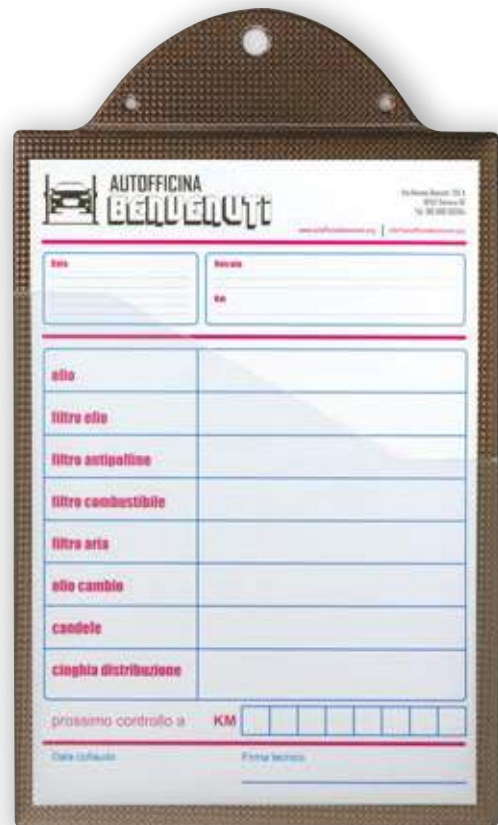 AUTOFFICINA
BENVENUTI
Data
Veicolo
Km
olio
filtro olio
filtro antipolline
filtro combustibile
filtro aria
olio cambio
candele
cinghia distribuzione
prossimo controllo a KM
Data collaudo Firma tecnico